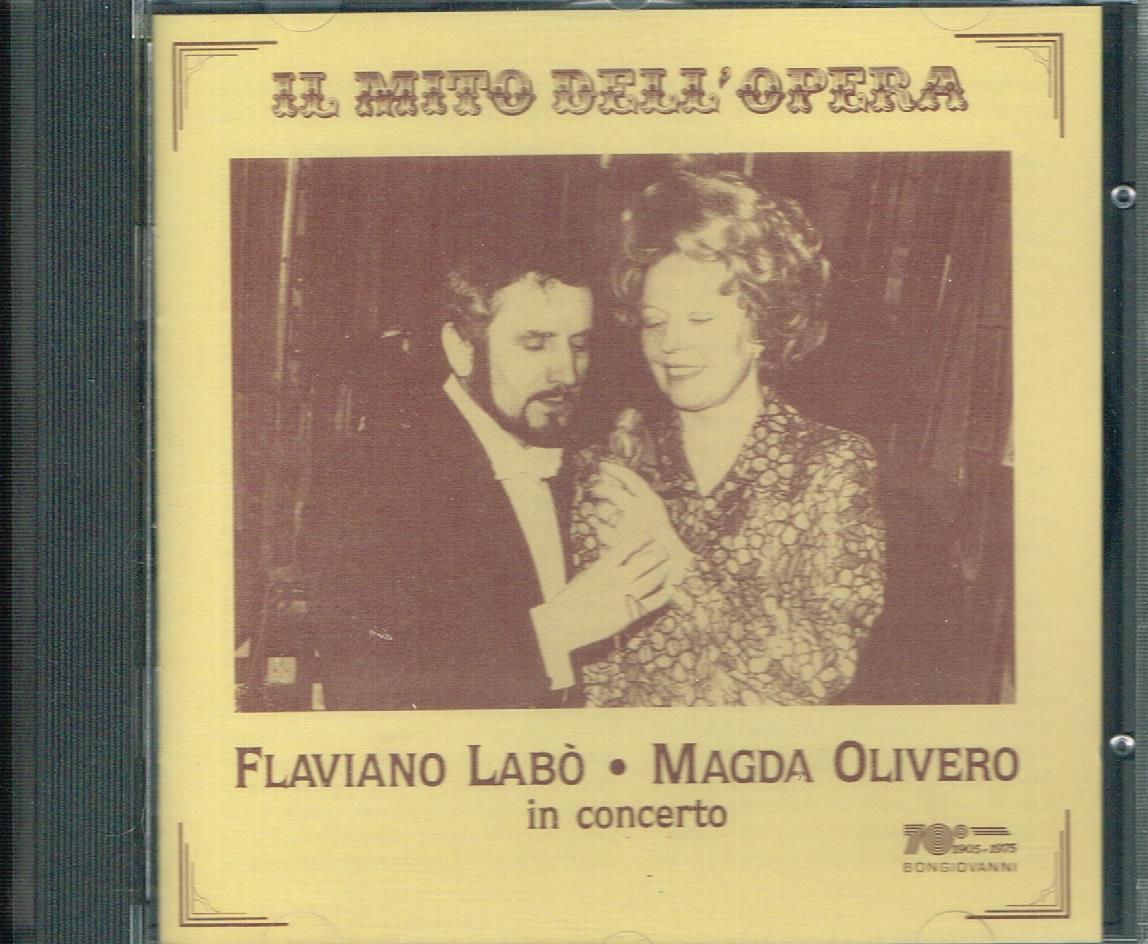 IL MITO DELL'OPERA
FLAVIANO LABÒ • MAGDA OLIVERO
in concerto
70°
1905-1975
BONGIOVANNI